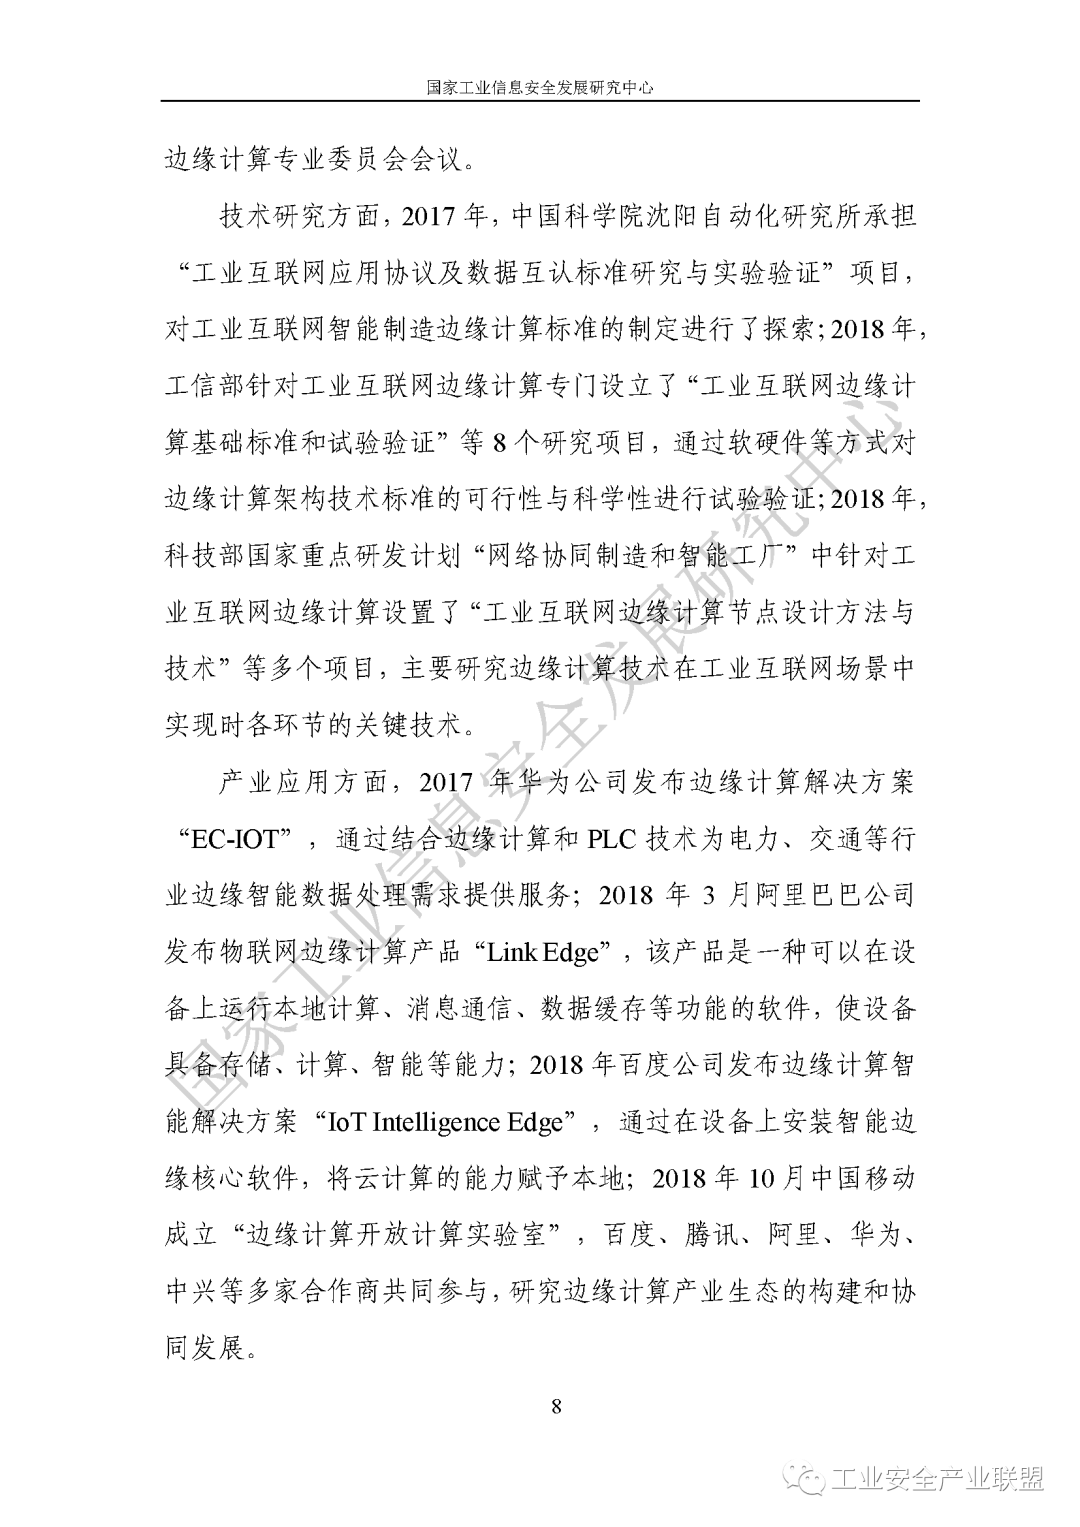 国家工业信息安全发展研究中心
边缘计算专业委员会会议。
技术研究方面，2017 年，中国科学院沈阳自动化研究所承担
“工业互联网应用协议及数据互认标准研究与实验验证”项目，
对工业互联网智能制造边缘计算标准的制定进行了探索；2018 年，
工信部针对工业互联网边缘计算专门设立了“工业互联网边缘计
算基础标准和试验验证”等 8 个研究项目，通过软硬件等方式对
边缘计算架构技术标准的可行性与科学性进行试验验证；2018 年，
科技部国家重点研发计划“网络协同制造和智能工厂”中针对工
业互联网边缘计算设置了“工业互联网边缘计算节点设计方法与
技术”等多个项目，主要研究边缘计算技术在工业互联网场景中
实现时各环节的关键技术。
产业应用方面，2017 年华为公司发布边缘计算解决方案
“EC-IOT”，通过结合边缘计算和 PLC 技术为电力、交通等行
业边缘智能数据处理需求提供服务；2018 年 3 月阿里巴巴公司
发布物联网边缘计算产品“Link Edge”，该产品是一种可以在设
备上运行本地计算、消息通信、数据缓存等功能的软件，使设备
具备存储、计算、智能等能力；2018 年百度公司发布边缘计算智
能解决方案“IoT Intelligence Edge”，通过在设备上安装智能边
缘核心软件，将云计算的能力赋予本地；2018 年 10 月中国移动
成立“边缘计算开放计算实验室”，百度、腾讯、阿里、华为、
中兴等多家合作商共同参与，研究边缘计算产业生态的构建和协
同发展。
国家工业信息安全发展研究中心
8
工业安全产业联盟